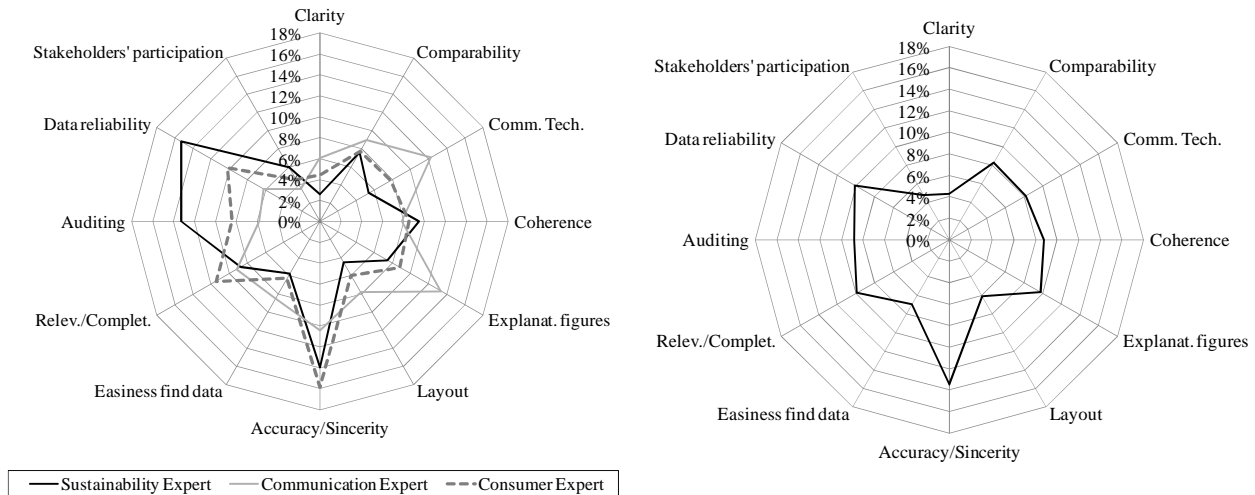 Clarity
18%
16%
14%
12%
10%
8%
6%
4%
2%
0%
Comparability
Comm. Tech.
Coherence
Explanat. figures
Layout
Accuracy/Sincerity
Easiness find data
Relev./Complet.
Auditing
Data reliability
Stakeholders' participation
Sustainability Expert Communication Expert Consumer Expert
Clarity
18%
16%
14%
12%
10%
8%
6%
4%
2%
0%
Comparability
Comm. Tech.
Coherence
Explanat. figures
Layout
Accuracy/Sincerity
Easiness find data
Relev./Complet.
Auditing
Data reliability
Stakeholders' participation